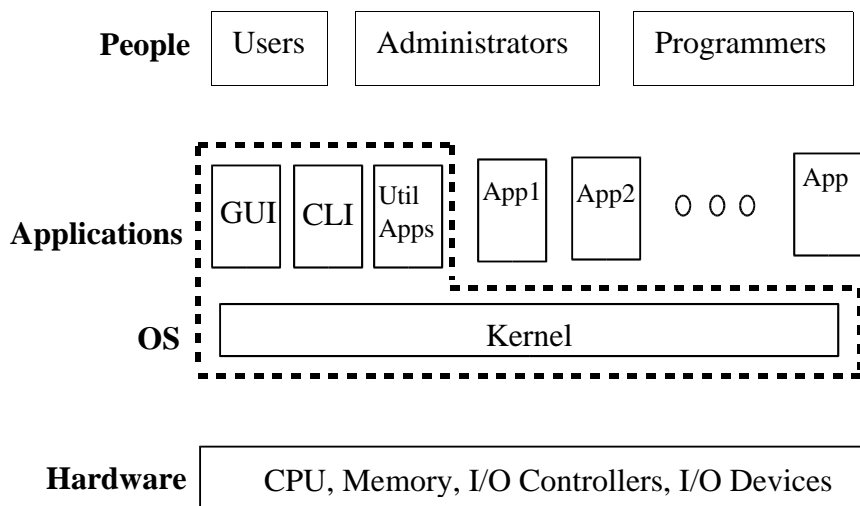 People Users Administrators Programmers
GUI CLI Util Apps App1 App2 App
Applications
OS Kernel
Hardware CPU, Memory, I/O Controllers, I/O Devices